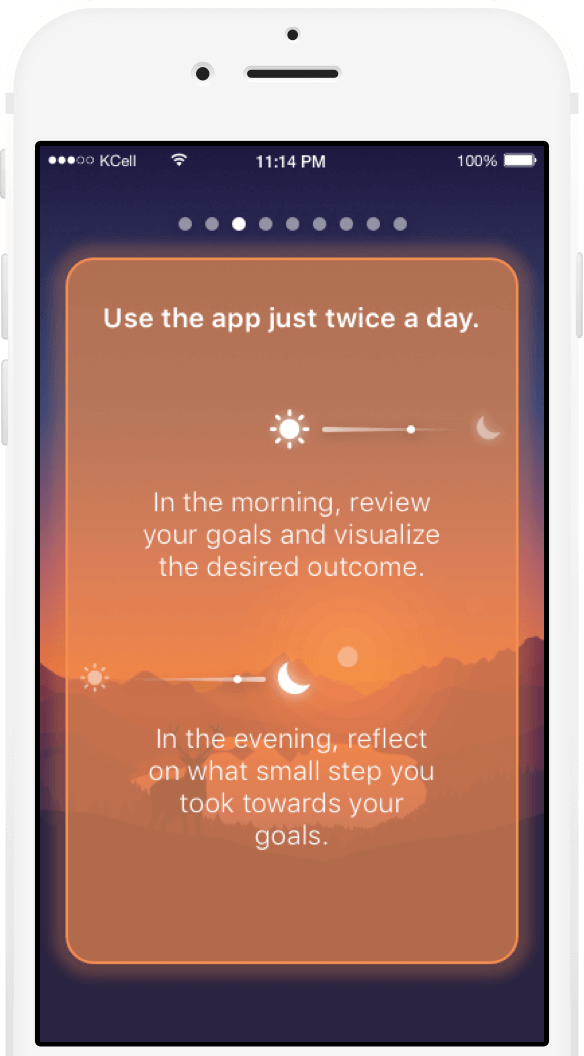 KCell 11:14 PM 100%
Use the app just twice a day.
In the morning, review
your goals and visualize
the desired outcome.
In the evening, reflect
on what small step you
took towards your
goals.